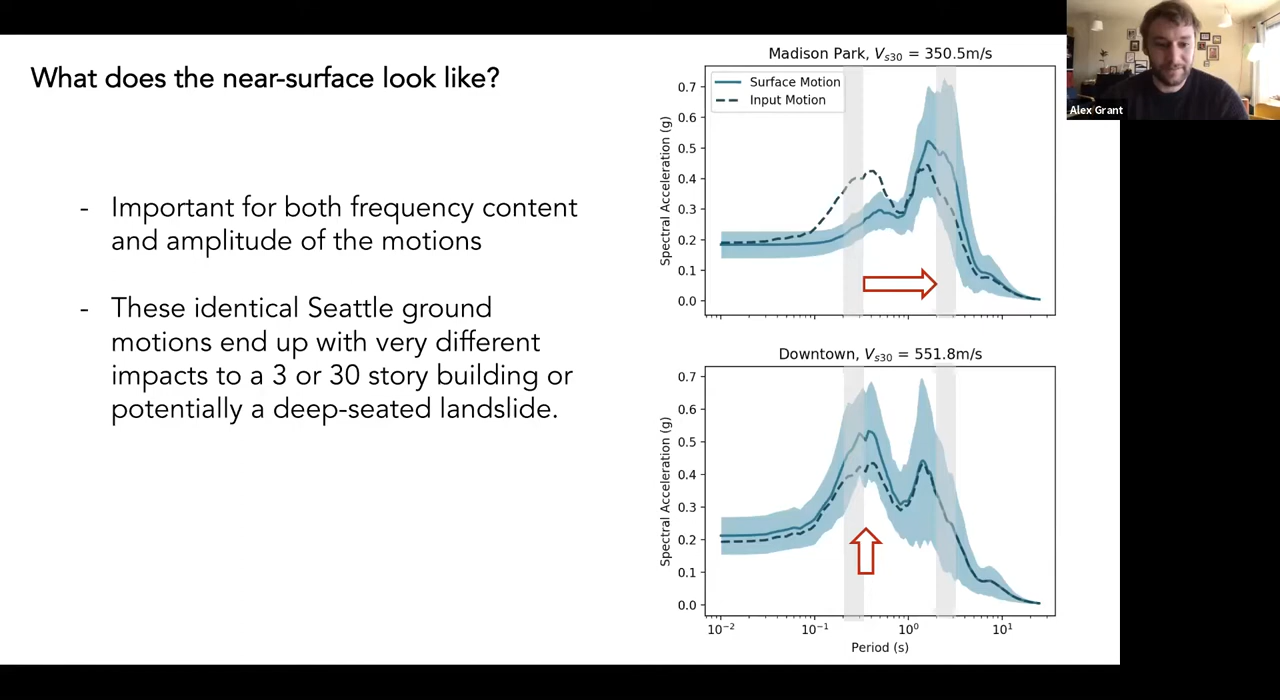 What does the near-surface look like?
- Important for both frequency content
and amplitude of the motions
- These identical Seattle ground
motions end up with very different
impacts to a 3 or 30 story building or
potentially a deep-seated landslide.
Madison Park, Vs30 = 350.5m/s
Surface Motion
Input Motion
Spectral Acceleration (g)
0.7
0.6
0.5
0.4
0.3
0.2
0.1
0.0
Downtown, Vs30 = 551.8m/s
Spectral Acceleration (g)
0.7
0.6
0.5
0.4
0.3
0.2
0.1
0.0
10⁻² 10⁻¹ 10⁰ 10¹
Period (s)
Alex Grant